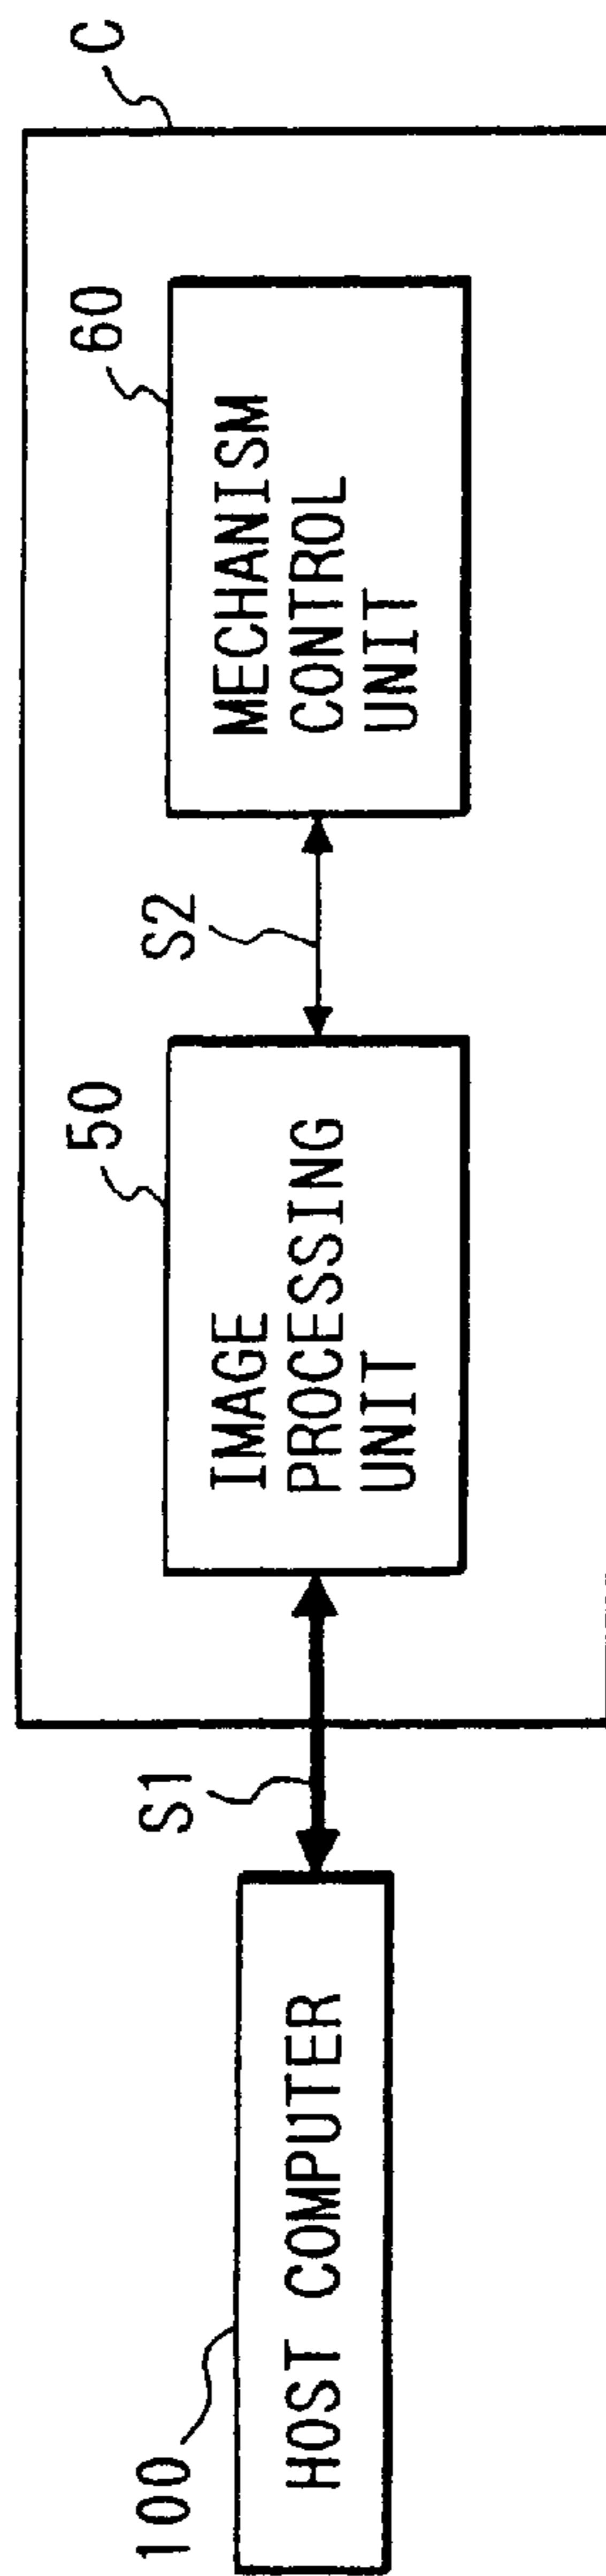 100
HOST COMPUTER
S1
C
50
IMAGE
PROCESSING
UNIT
S2
60
MECHANISM
CONTROL
UNIT